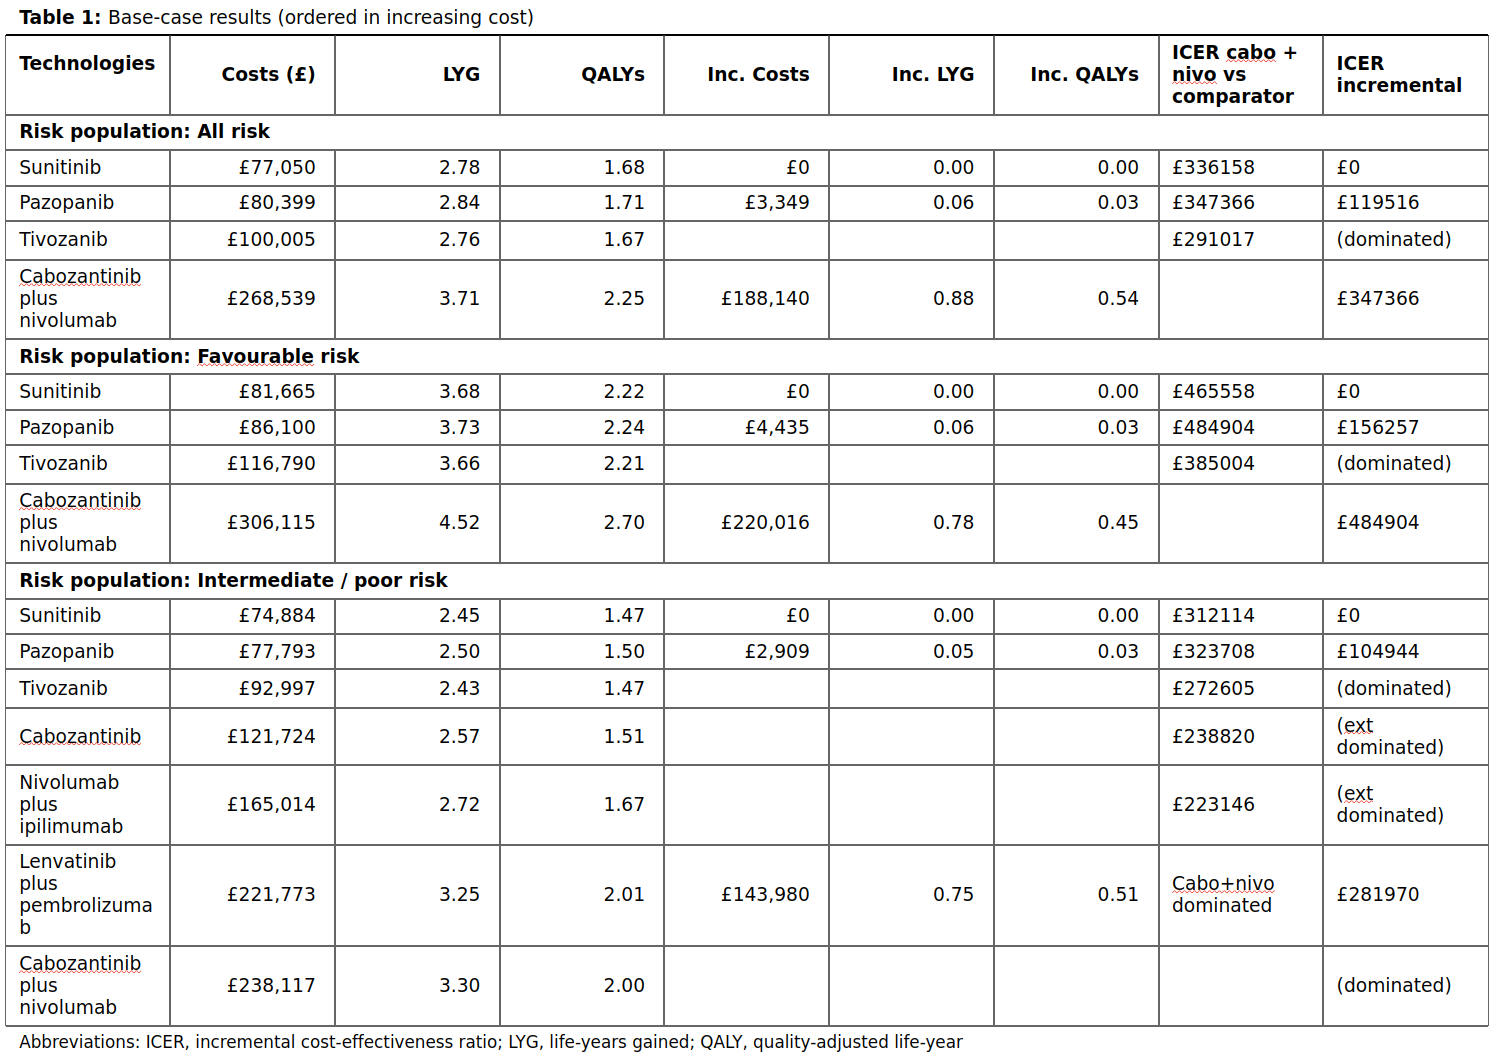 Table 1: Base-case results (ordered in increasing cost)
Technologies Costs (£) LYG QALYs Inc. Costs Inc. LYG Inc. QALYs ICER cabo + nivo vs comparator ICER incremental
Risk population: All risk
Sunitinib £77,050 2.78 1.68 £0 0.00 0.00 £336158 £0
Pazopanib £80,399 2.84 1.71 £3,349 0.06 0.03 £347366 £119516
Tivozanib £100,005 2.76 1.67 £291017 (dominated)
Cabozantinib plus nivolumab £268,539 3.71 2.25 £188,140 0.88 0.54 £347366
Risk population: Favourable risk
Sunitinib £81,665 3.68 2.22 £0 0.00 0.00 £465558 £0
Pazopanib £86,100 3.73 2.24 £4,435 0.06 0.03 £484904 £156257
Tivozanib £116,790 3.66 2.21 £385004 (dominated)
Cabozantinib plus nivolumab £306,115 4.52 2.70 £220,016 0.78 0.45 £484904
Risk population: Intermediate / poor risk
Sunitinib £74,884 2.45 1.47 £0 0.00 0.00 £312114 £0
Pazopanib £77,793 2.50 1.50 £2,909 0.05 0.03 £323708 £104944
Tivozanib £92,997 2.43 1.47 £272605 (dominated)
Cabozantinib £121,724 2.57 1.51 £238820 (ext dominated)
Nivolumab plus ipilimumab £165,014 2.72 1.67 £223146 (ext dominated)
Lenvatinib plus pembrolizumab £221,773 3.25 2.01 £143,980 0.75 0.51 Cabo+nivo dominated £281970
Cabozantinib plus nivolumab £238,117 3.30 2.00 (dominated)
Abbreviations: ICER, incremental cost-effectiveness ratio; LYG, life-years gained; QALY, quality-adjusted life-year